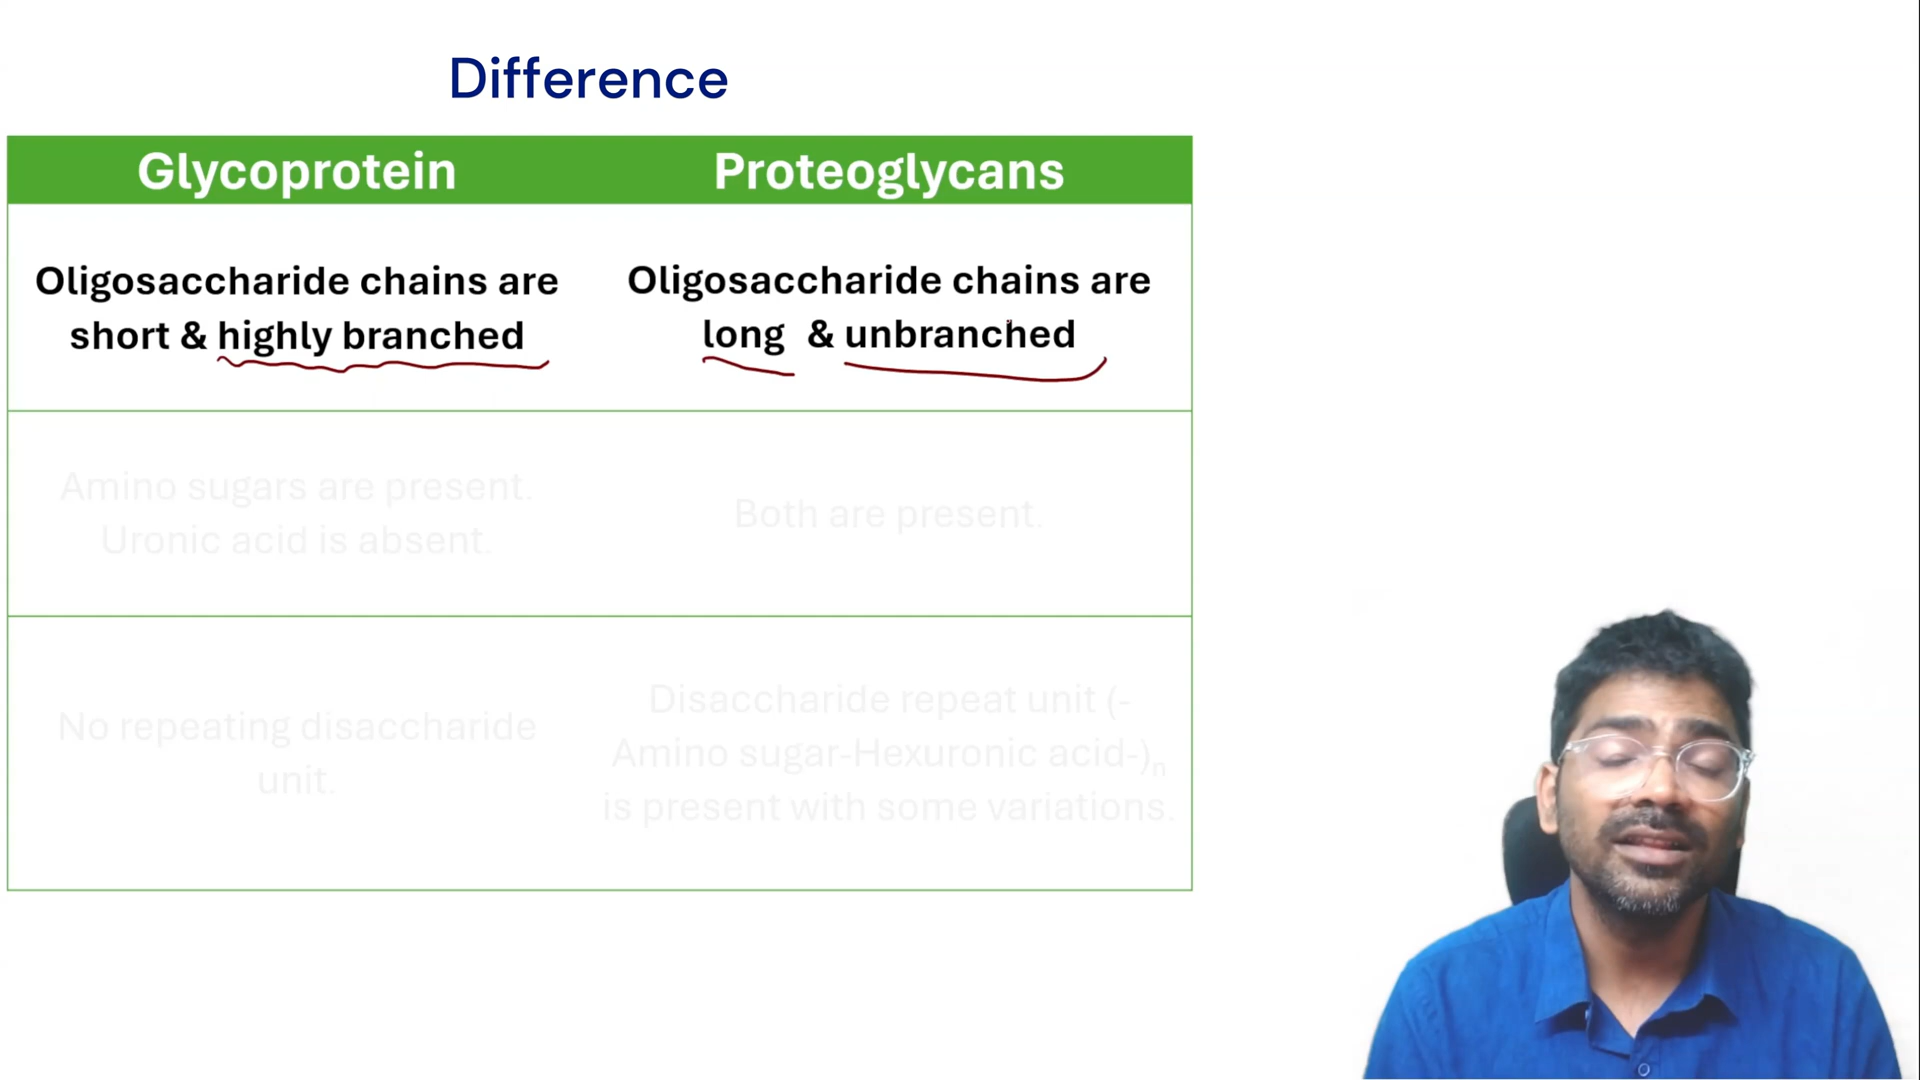 Difference
Glycoprotein
Proteoglycans
Oligosaccharide chains are
short & highly branched
Oligosaccharide chains are
long & unbranched
Amino sugars are present.
Uronic acid is absent.
Both are present.
No repeating disaccharide
unit.
Disaccharide repeat unit (-
Amino sugar-Hexuronic acid-)n
is present with some variations.